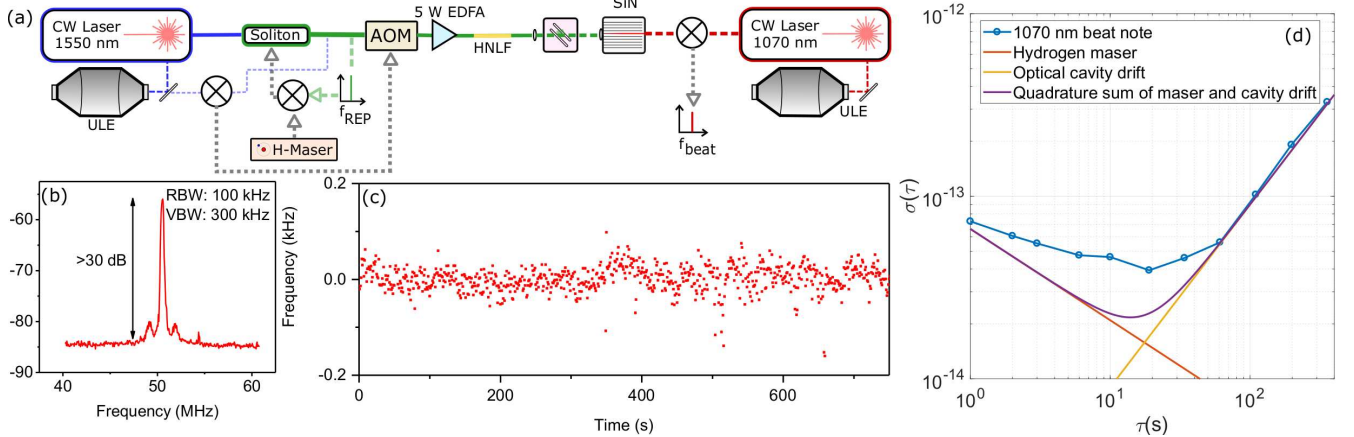 (a)
CW Laser
1550 nm
ULE
Soliton
AOM
5 W EDFA
HNLF
SiN
CW Laser
1070 nm
ULE
f_REP
H-Maser
f_beat
(b)
RBW: 100 kHz
VBW: 300 kHz
>30 dB
-60
-70
-80
-90
40
50
60
Frequency (MHz)
(c)
0.2
0.0
-0.2
Frequency (kHz)
0
200
400
600
Time (s)
(d)
1070 nm beat note
Hydrogen maser
Optical cavity drift
Quadrature sum of maser and cavity drift
10^-12
10^-13
10^-14
σ(τ)
10^0
10^1
10^2
τ(s)